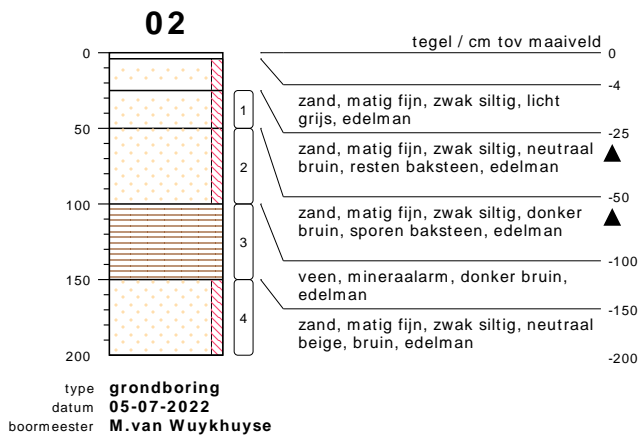 02
tegel / cm tov maaiveld
0
0
-4
zand, matig fijn, zwak siltig, licht
grijs, edelman
-25
1
50
zand, matig fijn, zwak siltig, neutraal
bruin, resten baksteen, edelman
2
-50
100
zand, matig fijn, zwak siltig, donker
bruin, sporen baksteen, edelman
3
-100
150
veen, mineraalarm, donker bruin,
edelman
4
-150
200
zand, matig fijn, zwak siltig, neutraal
beige, bruin, edelman
-200
type grondboring
datum 05-07-2022
boormeester M.van Wuykhuyse